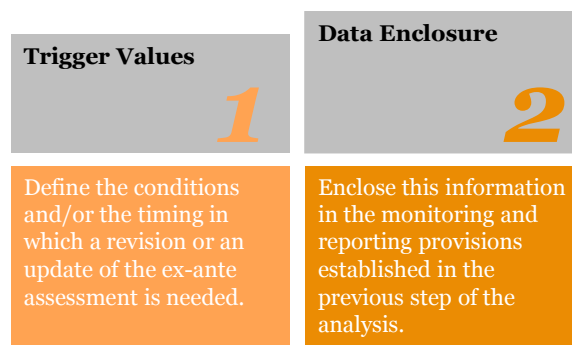 Trigger Values
1
Define the conditions
and/or the timing in
which a revision or an
update of the ex-ante
assessment is needed.
Data Enclosure
2
Enclose this information
in the monitoring and
reporting provisions
established in the
previous step of the
analysis.